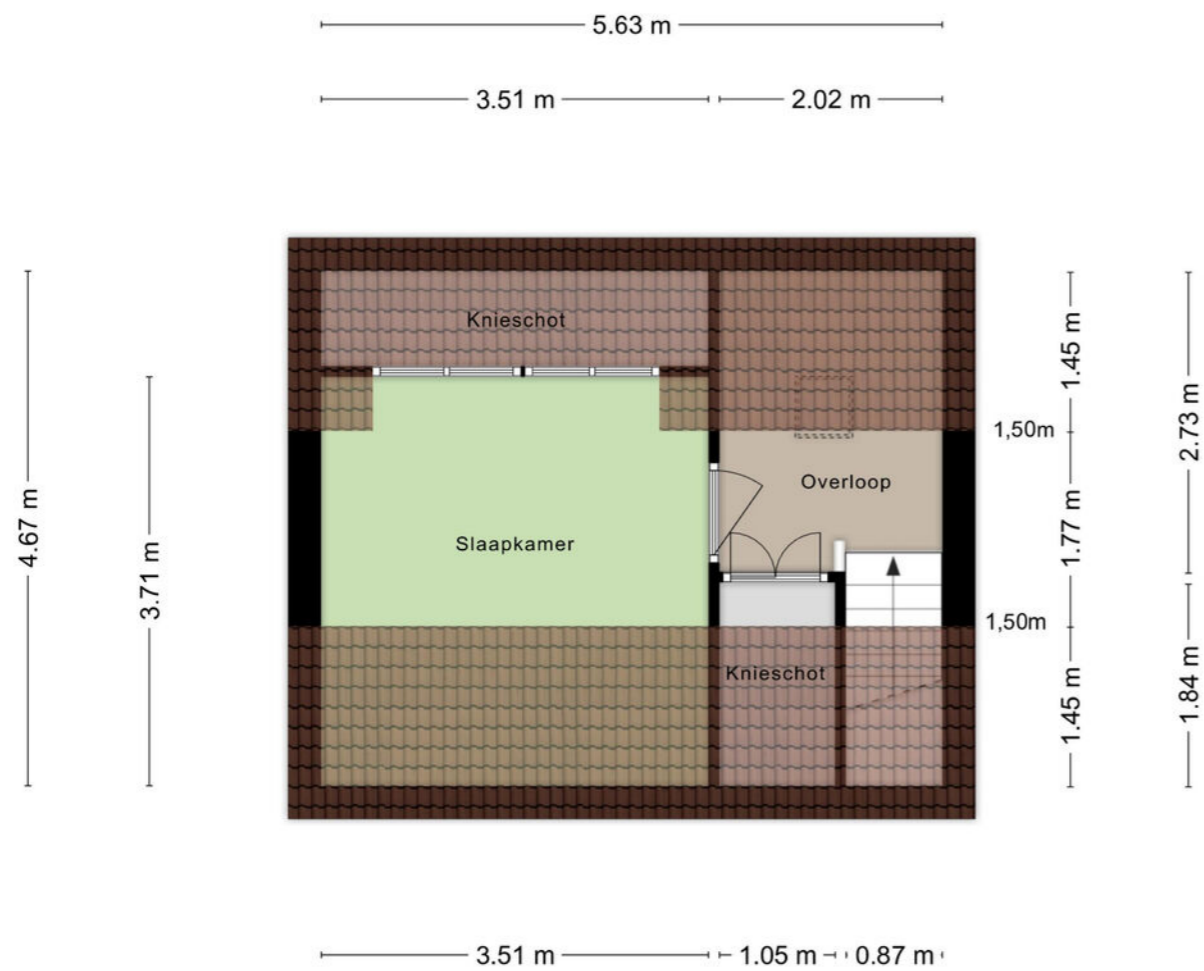 5.63 m
3.51 m
2.02 m
Knieschot
1.45 m
2.73 m
1,50m
Overloop
4.67 m
3.71 m
Slaapkamer
1.77 m
1,50m
Knieschot
1.45 m
1.84 m
3.51 m
1.05 m
0.87 m